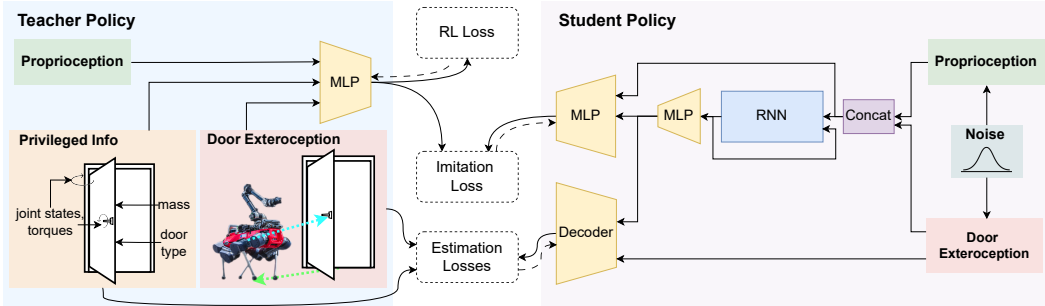 Teacher Policy
Proprioception
MLP
Privileged Info
joint states,
torques
mass
door
type
Door Exteroception
RL Loss
Imitation
Loss
Estimation
Losses
Student Policy
MLP
MLP
RNN
Concat
Decoder
Proprioception
Noise
Door
Exteroception